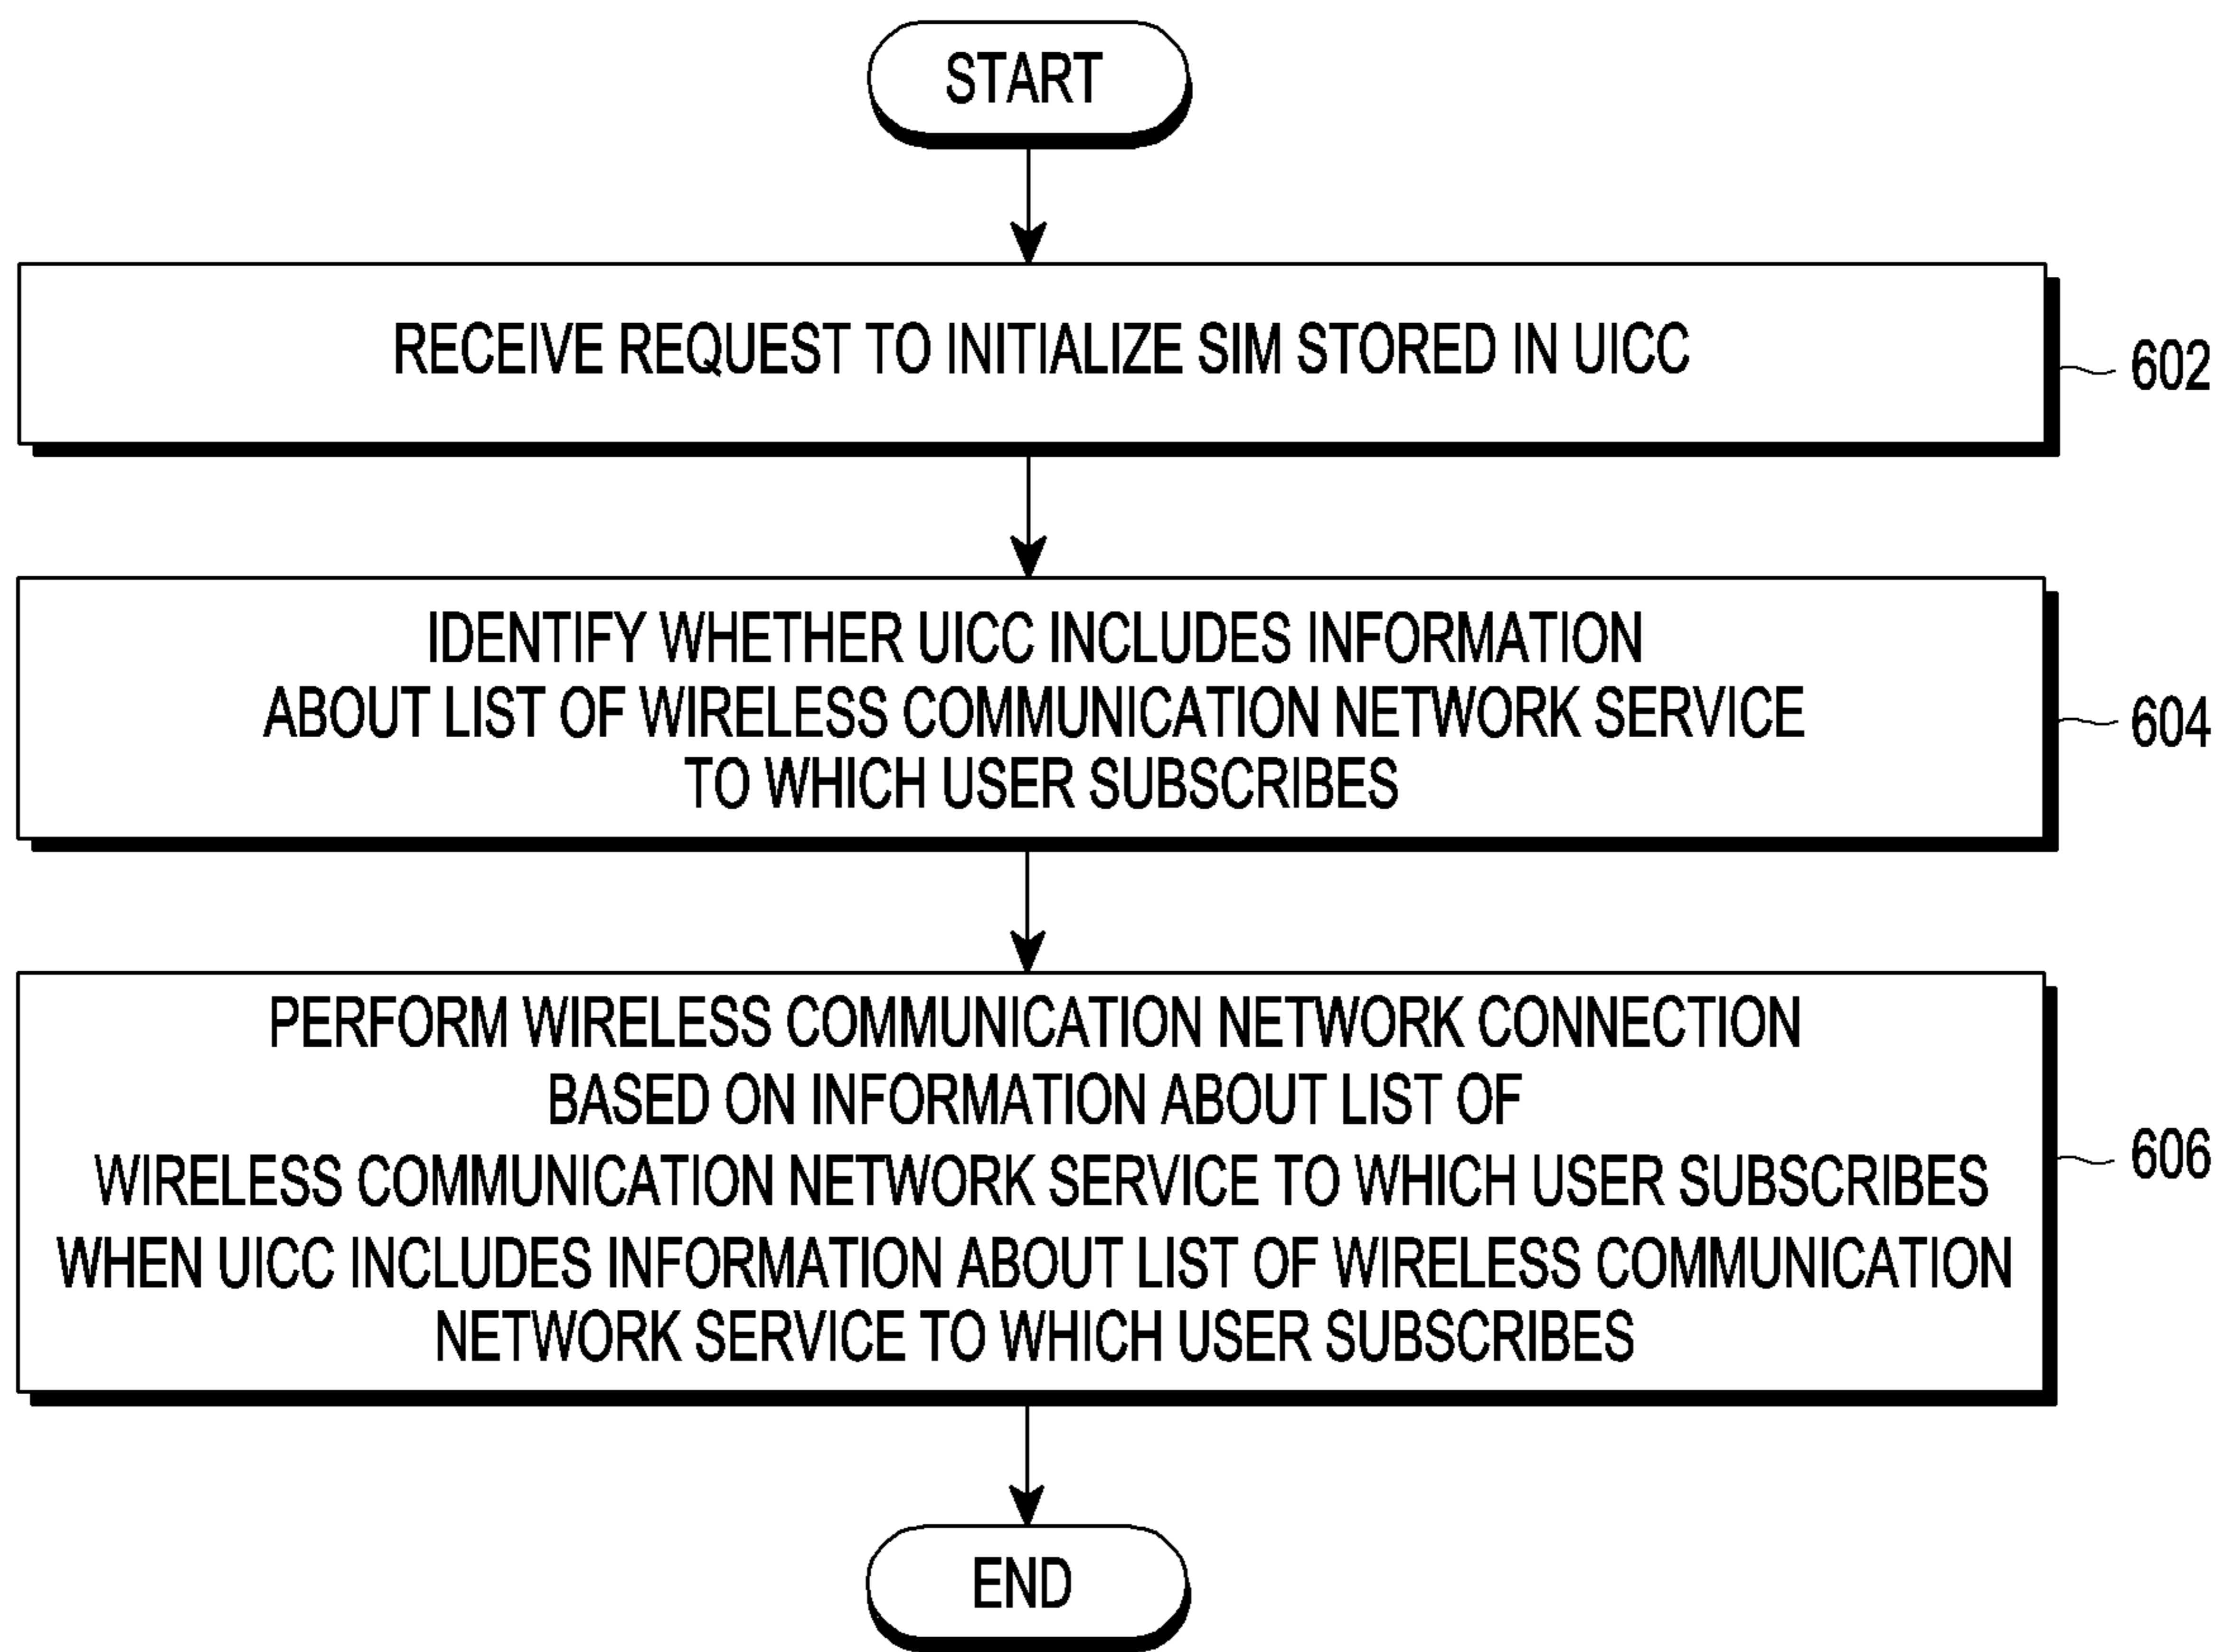 START
RECEIVE REQUEST TO INITIALIZE SIM STORED IN UICC
602
IDENTIFY WHETHER UICC INCLUDES INFORMATION
ABOUT LIST OF WIRELESS COMMUNICATION NETWORK SERVICE
TO WHICH USER SUBSCRIBES
604
PERFORM WIRELESS COMMUNICATION NETWORK CONNECTION
BASED ON INFORMATION ABOUT LIST OF
WIRELESS COMMUNICATION NETWORK SERVICE TO WHICH USER SUBSCRIBES
WHEN UICC INCLUDES INFORMATION ABOUT LIST OF WIRELESS COMMUNICATION
NETWORK SERVICE TO WHICH USER SUBSCRIBES
606
END